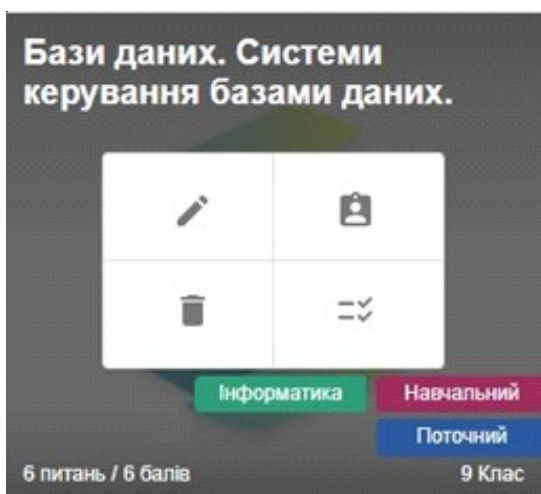 Бази даних. Системи
керування базами даних.
Інформатика
Навчальний
Поточний
6 питань / 6 балів
9 Клас